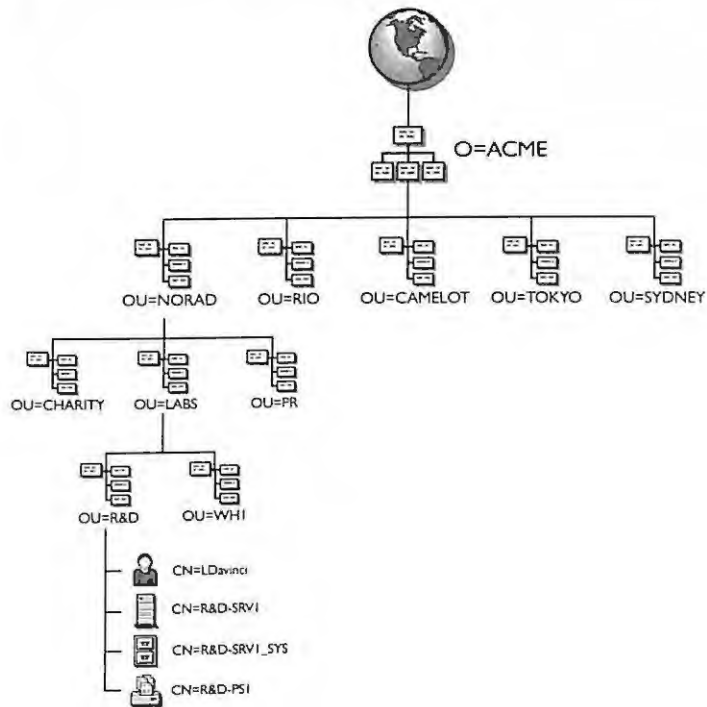 O=ACME
OU=NORAD OU=RIO OU=CAMELOT OU=TOKYO OU=SYDNEY
OU=CHARITY OU=LABS OU=PR
OU=R&D OU=WHI
CN=LDavinci
CN=R&D-SRV1
CN=R&D-SRV1_SYS
CN=R&D-PS1